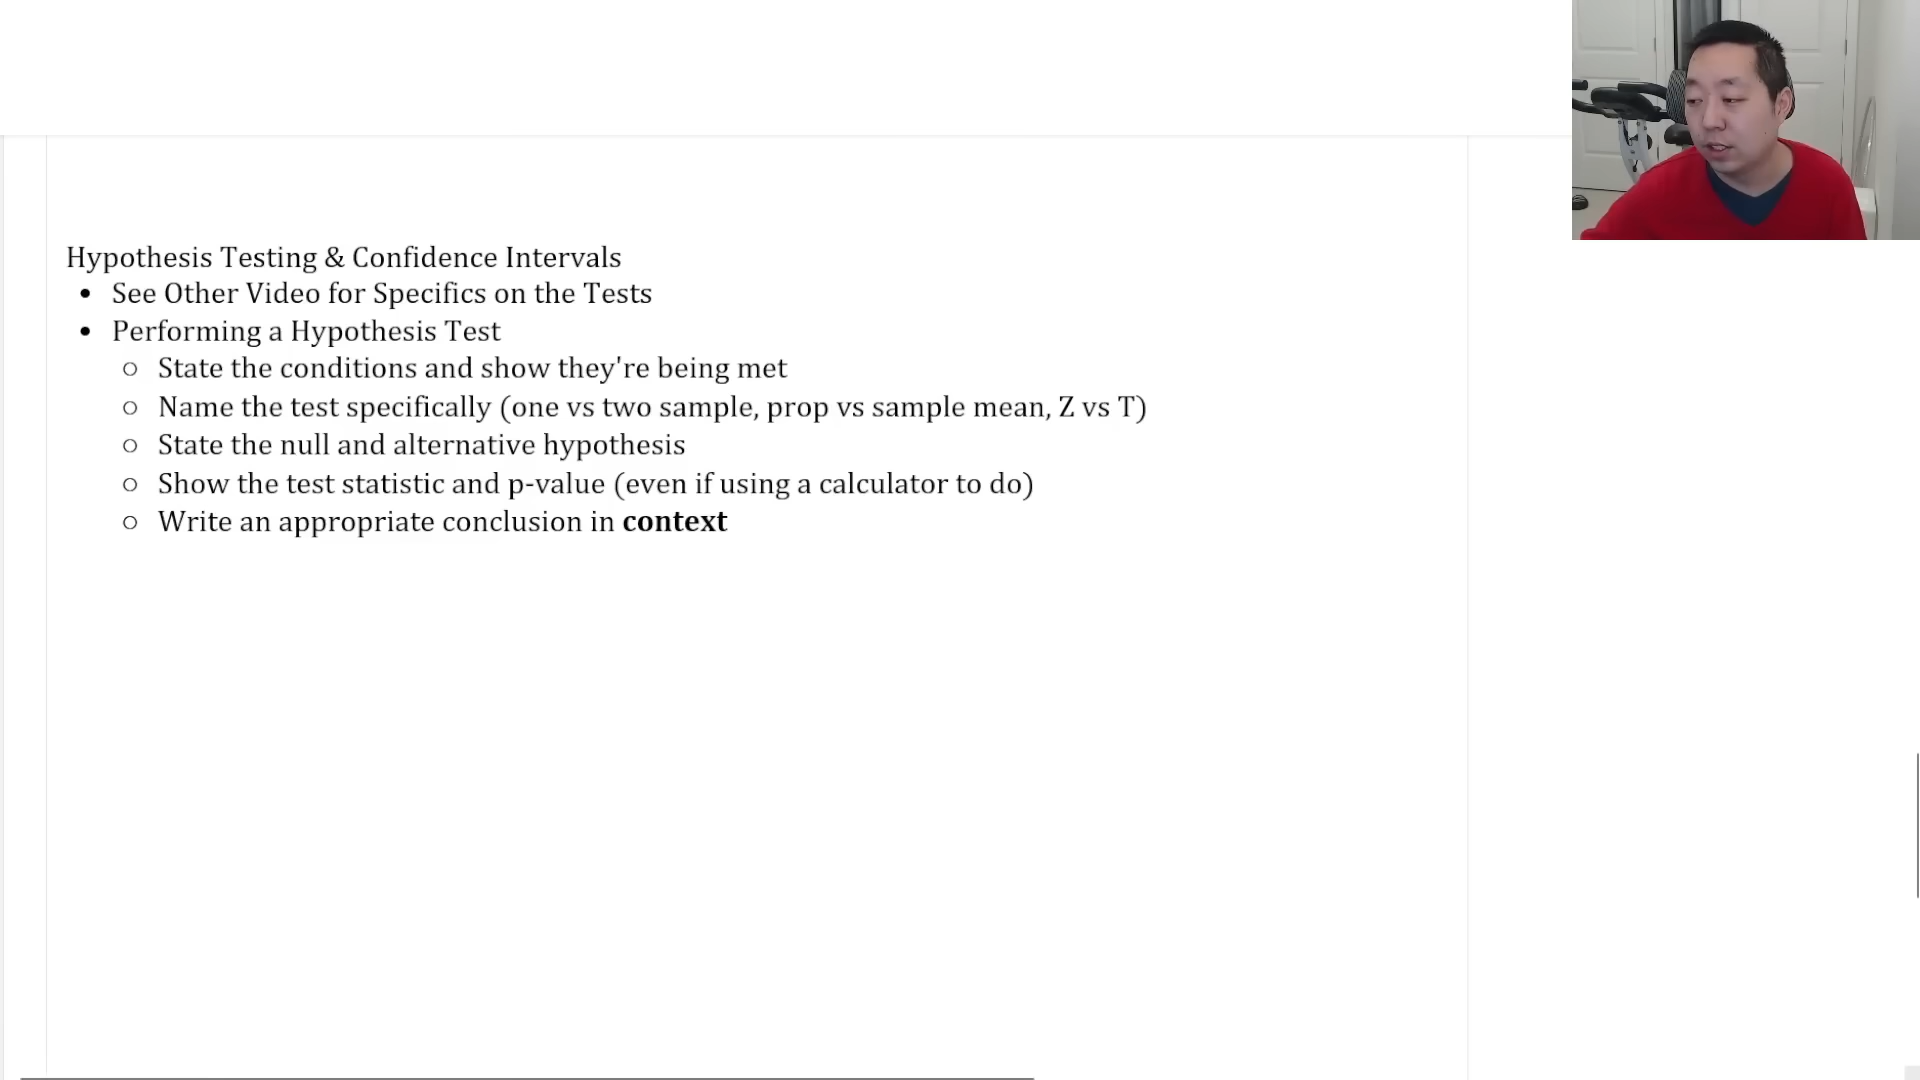 Hypothesis Testing & Confidence Intervals
• See Other Video for Specifics on the Tests
• Performing a Hypothesis Test
○ State the conditions and show they're being met
○ Name the test specifically (one vs two sample, prop vs sample mean, Z vs T)
○ State the null and alternative hypothesis
○ Show the test statistic and p-value (even if using a calculator to do)
○ Write an appropriate conclusion in context